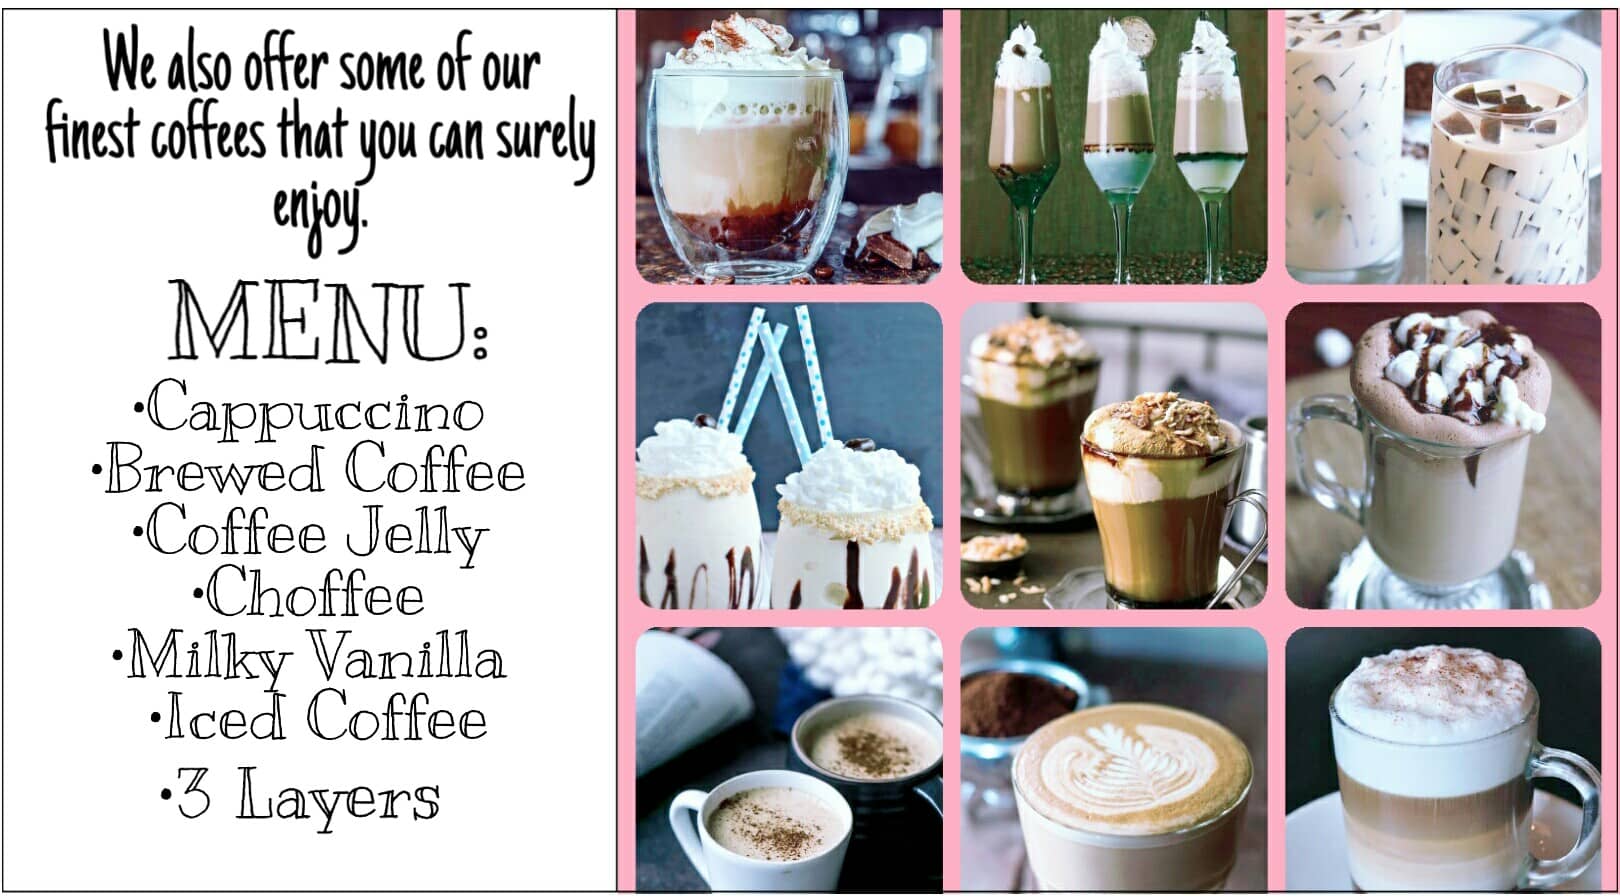 We also offer some of our
finest coffees that you can surely
enjoy.
MENU:
•Cappuccino
•Brewed Coffee
•Coffee Jelly
•Choffee
•Milky Vanilla
•Iced Coffee
•3 Layers